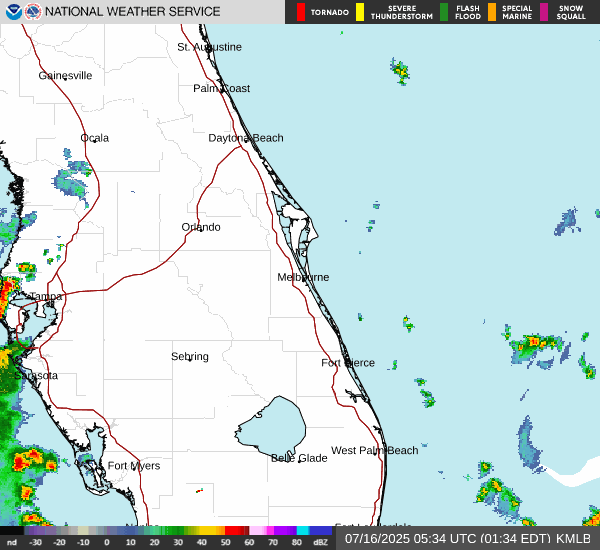 NATIONAL WEATHER SERVICE
TORNADO
SEVERE THUNDERSTORM
FLASH FLOOD
SPECIAL MARINE
SNOW SQUALL
St. Augustine
Gainesville
Palm Coast
Ocala
Daytona Beach
Orlando
Melbourne
Tampa
Sebring
Fort Pierce
Sarasota
West Palm Beach
Belle Glade
Fort Myers
nd -30 -20 -10 0 10 20 30 40 50 60 70 80 dBZ
07/16/2025 05:34 UTC (01:34 EDT) KMLB